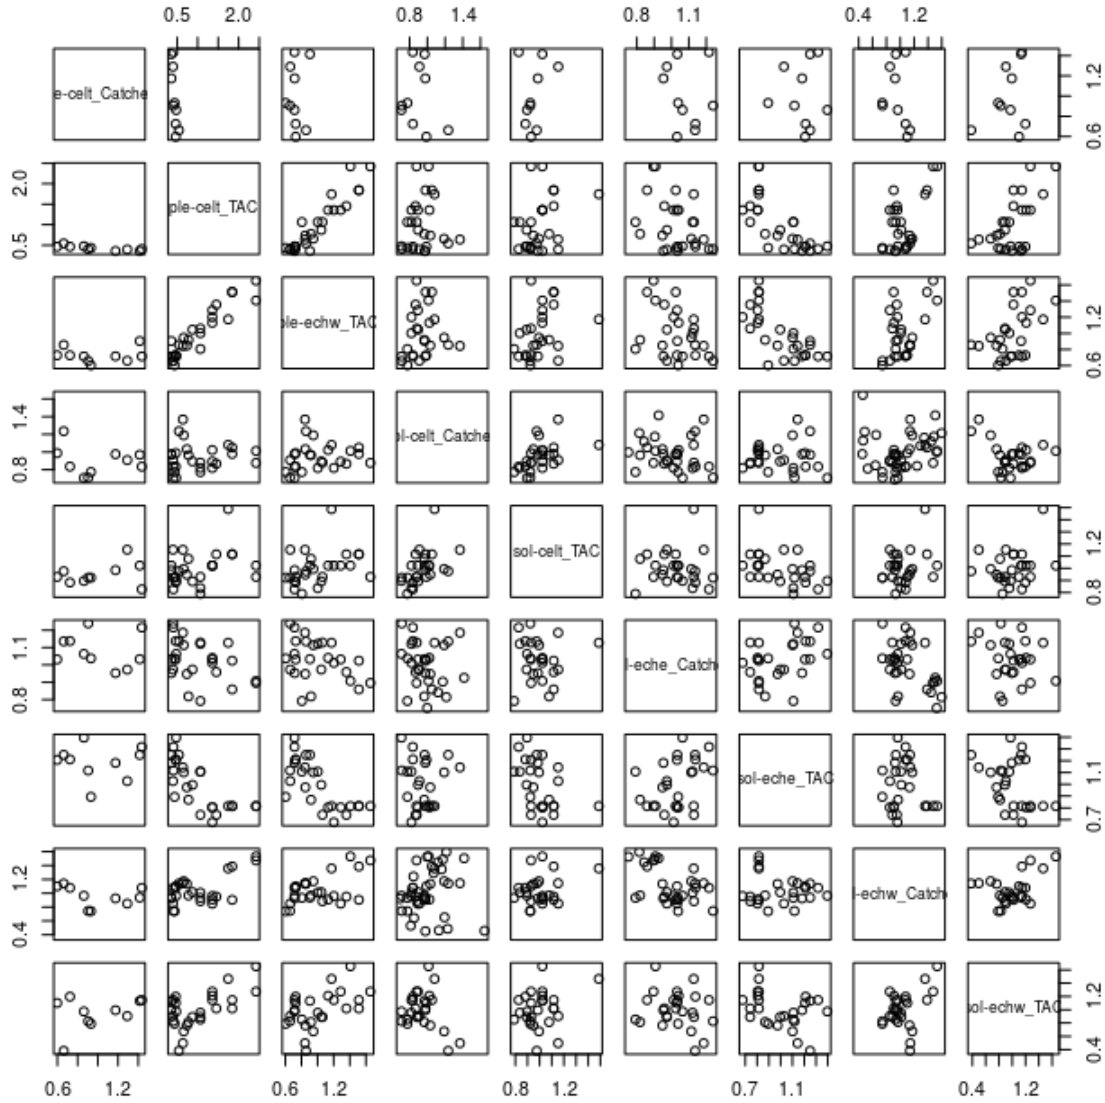 0.5 2.0 0.8 1.4 0.8 1.1 0.4 1.2
e-celt_Catche
0.6 1.2
0.5 2.0
ple-celt_TAC
ple-echw_TAC
0.6 1.2
0.8 1.4
ol-celt_Catche
sol-celt_TAC
0.8 1.2
0.8 1.1
l-eche_Catch
sol-eche_TAC
0.7 1.1
0.4 1.2
l-echw_Catch
sol-echw_TAC
0.4 1.2
0.6 1.2 0.6 1.2 0.8 1.2 0.7 1.1 0.4 1.2